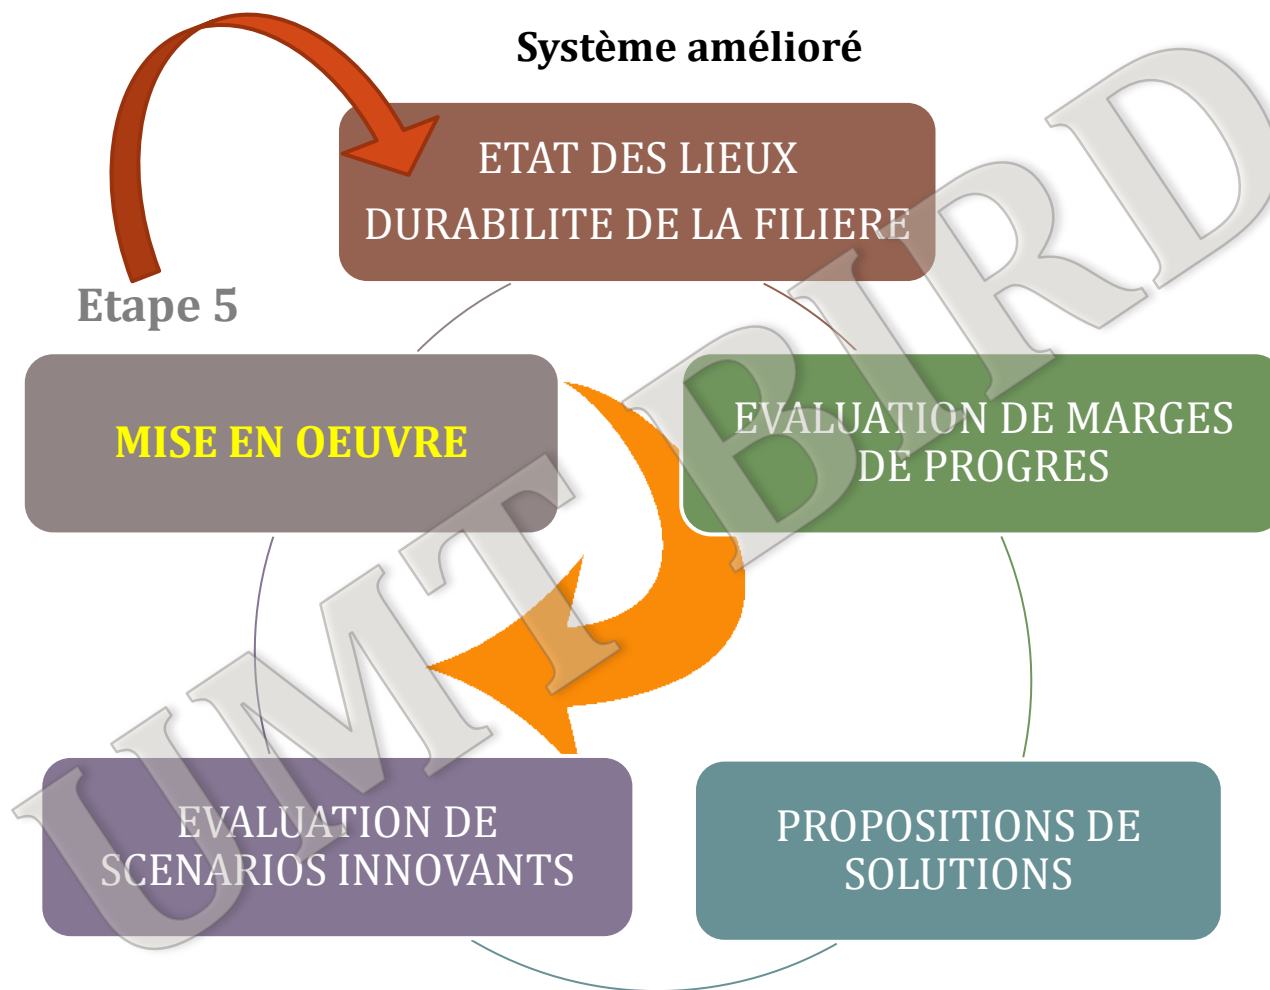 Système amélioré
ETAT DES LIEUX
DURABILITE DE LA FILIERE
Etape 5
MISE EN OEUVRE
EVALUATION DE MARGES
DE PROGRES
EVALUATION DE
SCENARIOS INNOVANTS
PROPOSITIONS DE
SOLUTIONS
UMT BIRD